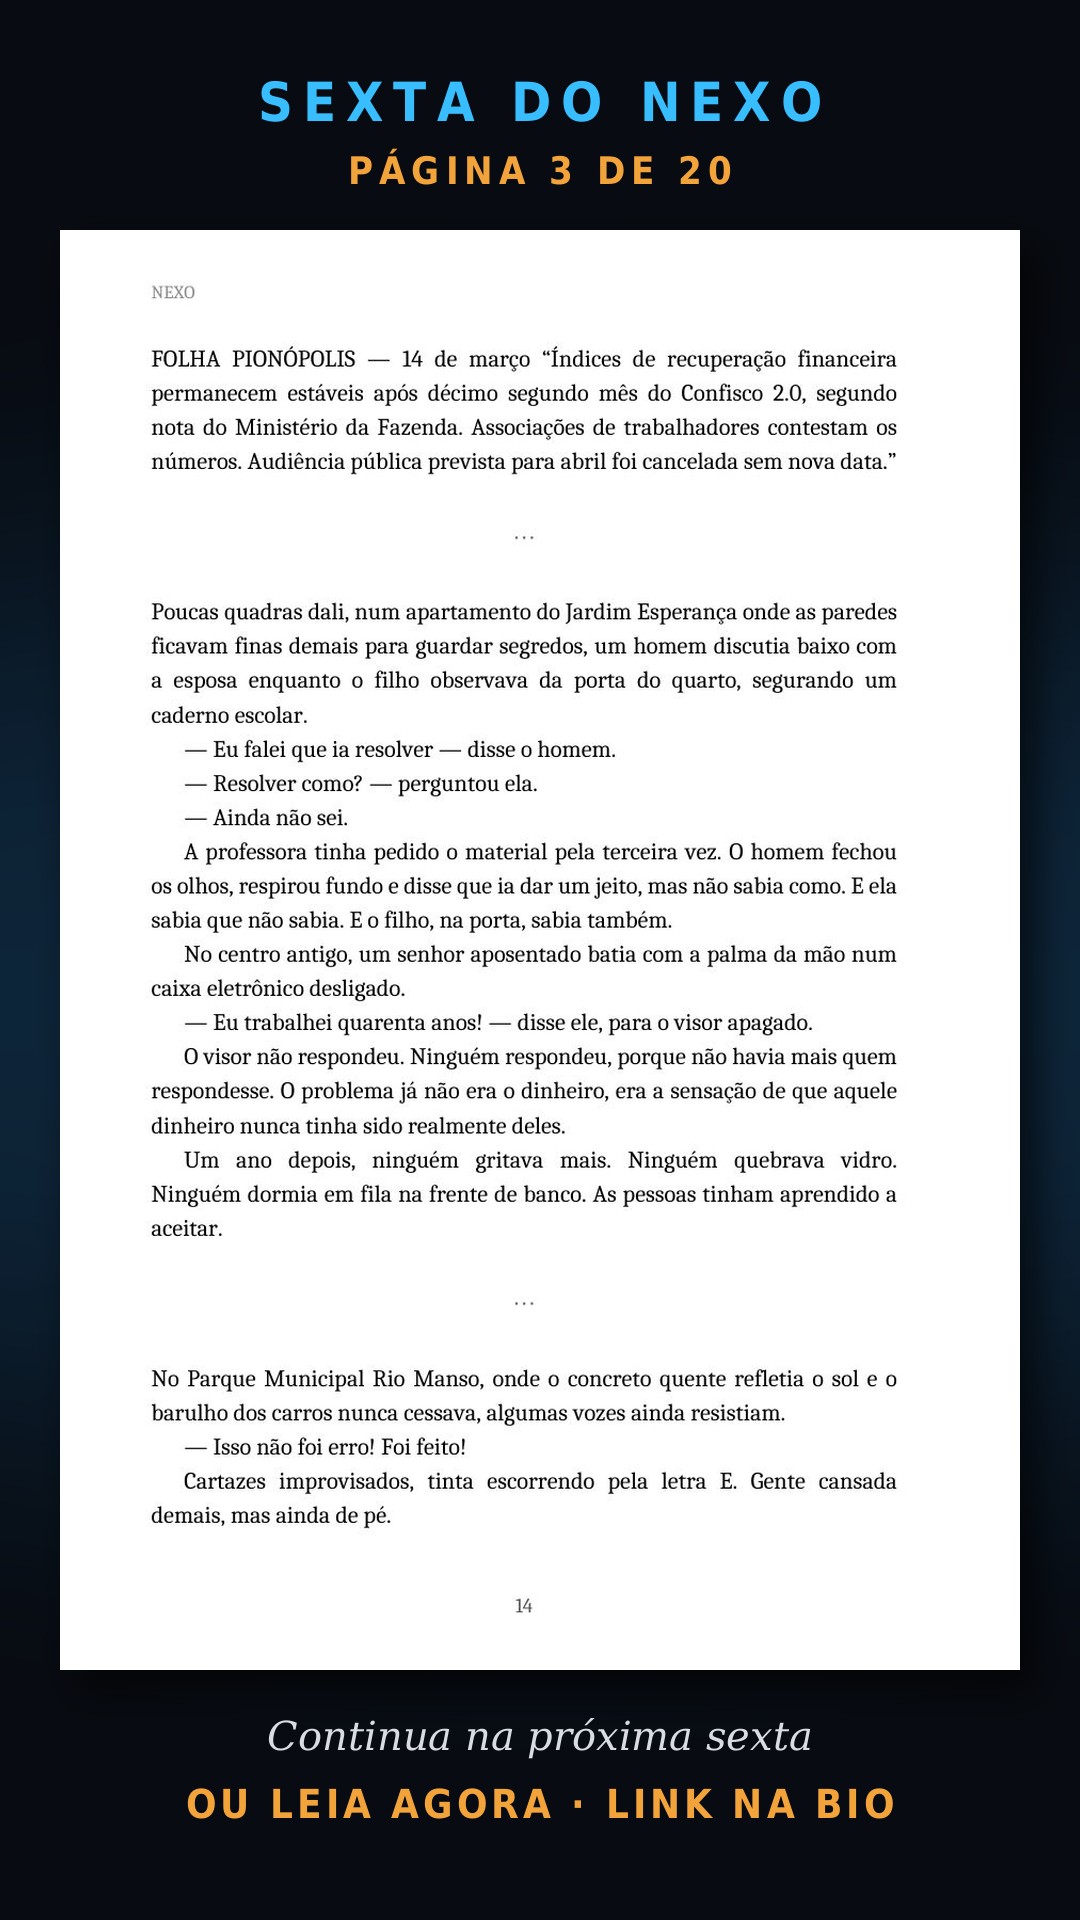 SEXTA DO NEXO
PÁGINA 3 DE 20
NEXO
FOLHA PIONÓPOLIS — 14 de março “Índices de recuperação financeira
permanecem estáveis após décimo segundo mês do Confisco 2.0, segundo
nota do Ministério da Fazenda. Associações de trabalhadores contestam os
números. Audiência pública prevista para abril foi cancelada sem nova data.”
...
Poucas quadras dali, num apartamento do Jardim Esperança onde as paredes
ficavam finas demais para guardar segredos, um homem discutia baixo com
a esposa enquanto o filho observava da porta do quarto, segurando um
caderno escolar.
— Eu falei que ia resolver — disse o homem.
— Resolver como? — perguntou ela.
— Ainda não sei.
A professora tinha pedido o material pela terceira vez. O homem fechou
os olhos, respirou fundo e disse que ia dar um jeito, mas não sabia como. E ela
sabia que não sabia. E o filho, na porta, sabia também.
No centro antigo, um senhor aposentado batia com a palma da mão num
caixa eletrônico desligado.
— Eu trabalhei quarenta anos! — disse ele, para o visor apagado.
O visor não respondeu. Ninguém respondeu, porque não havia mais quem
respondesse. O problema já não era o dinheiro, era a sensação de que aquele
dinheiro nunca tinha sido realmente deles.
Um ano depois, ninguém gritava mais. Ninguém quebrava vidro.
Ninguém dormia em fila na frente de banco. As pessoas tinham aprendido a
aceitar.
...
No Parque Municipal Rio Manso, onde o concreto quente refletia o sol e o
barulho dos carros nunca cessava, algumas vozes ainda resistiam.
— Isso não foi erro! Foi feito!
Cartazes improvisados, tinta escorrendo pela letra E. Gente cansada
demais, mas ainda de pé.
14
Continua na próxima sexta
OU LEIA AGORA · LINK NA BIO